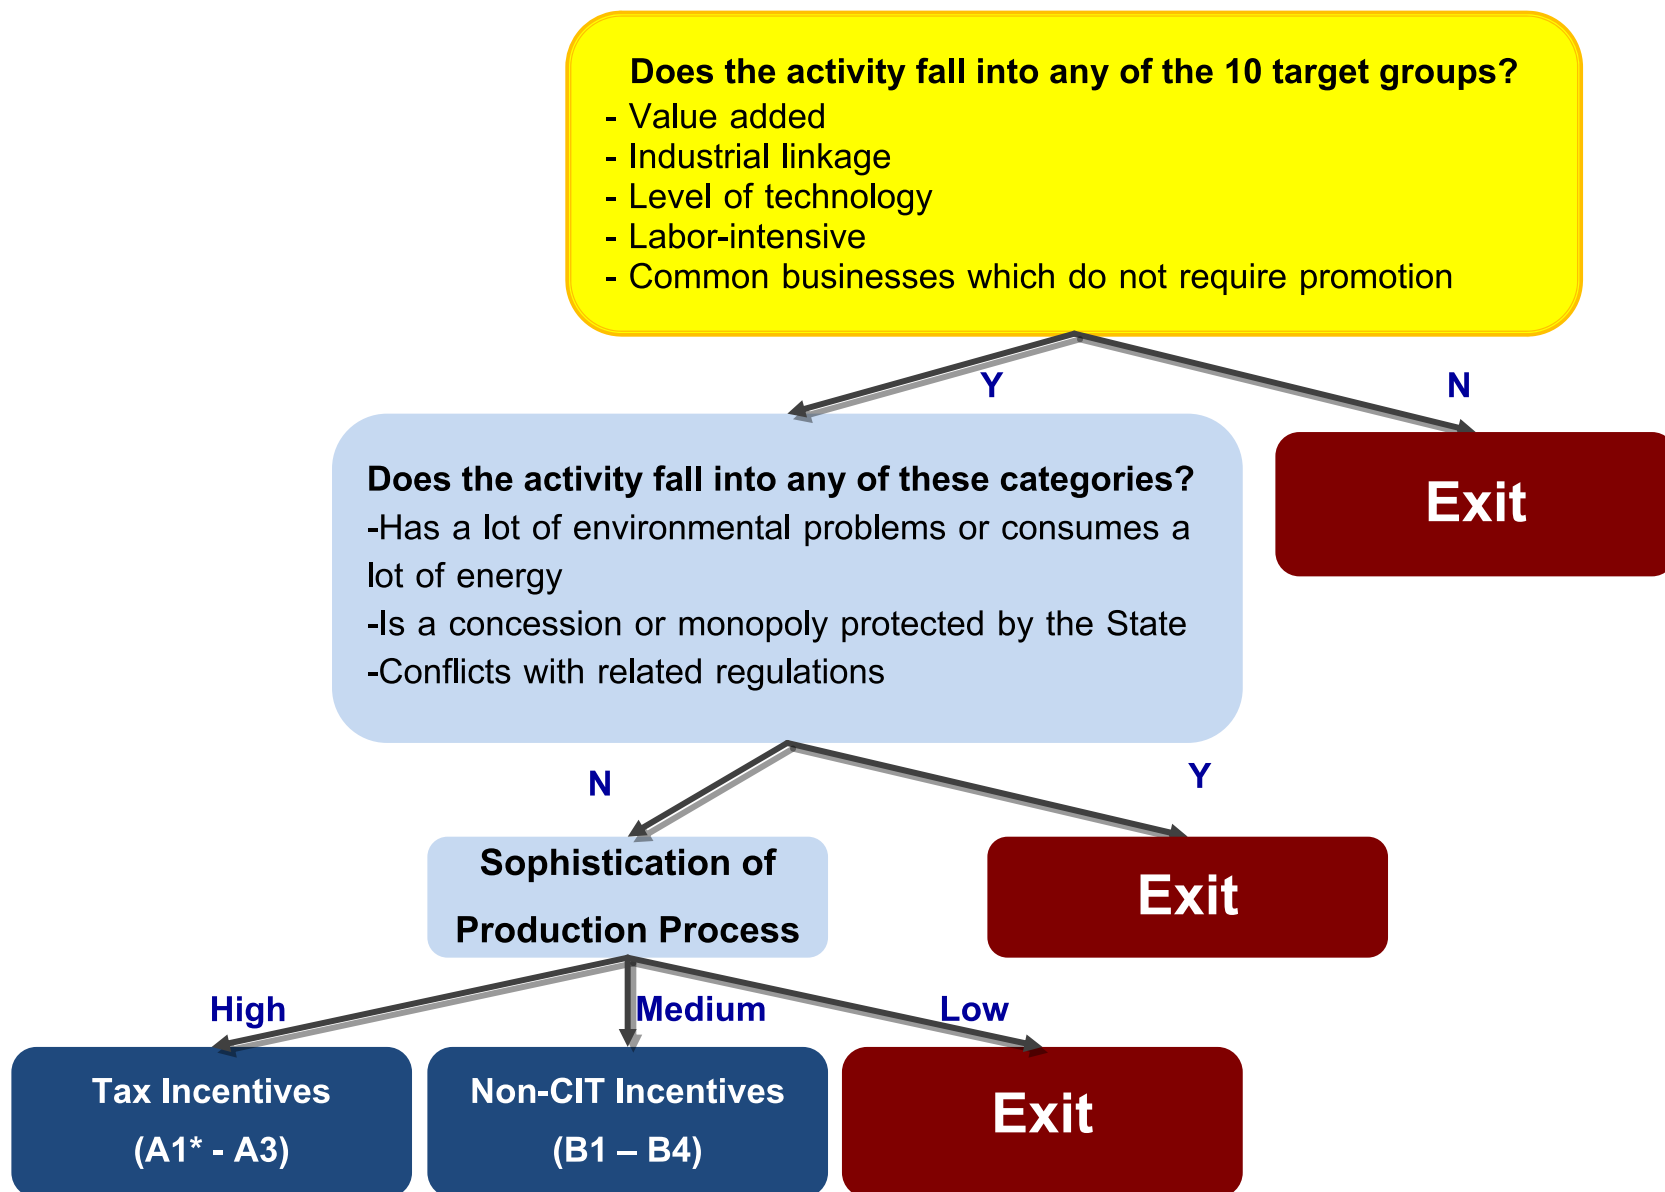 Does the activity fall into any of the 10 target groups?
- Value added
- Industrial linkage
- Level of technology
- Labor-intensive
- Common businesses which do not require promotion
Y
N
Does the activity fall into any of these categories?
-Has a lot of environmental problems or consumes a
lot of energy
-Is a concession or monopoly protected by the State
-Conflicts with related regulations
Exit
N
Y
Sophistication of
Production Process
Exit
High
Medium
Low
Tax Incentives
(A1* - A3)
Non-CIT Incentives
(B1 – B4)
Exit